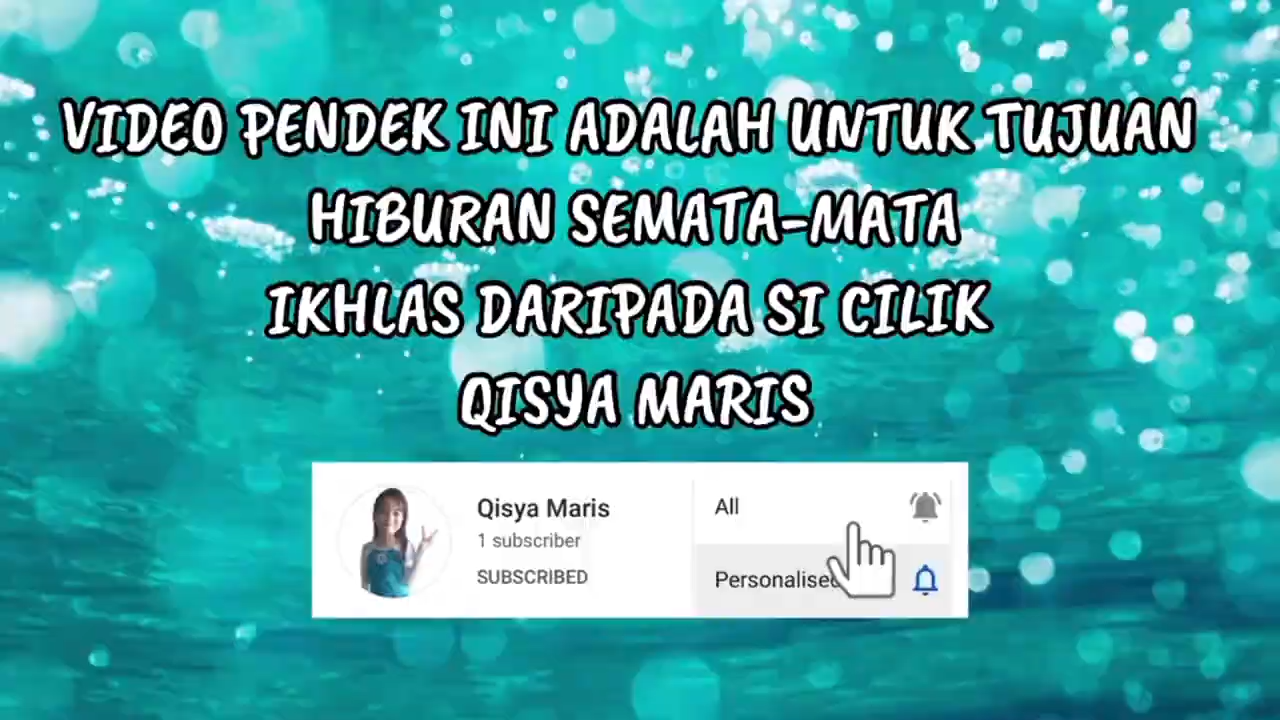 VIDEO PENDEK INI ADALAH UNTUK TUJUAN
HIBURAN SEMATA-MATA
IKHLAS DARIPADA SI CILIK
QISYA MARIS
Qisya Maris
1 subscriber
SUBSCRIBED
All
Personalised